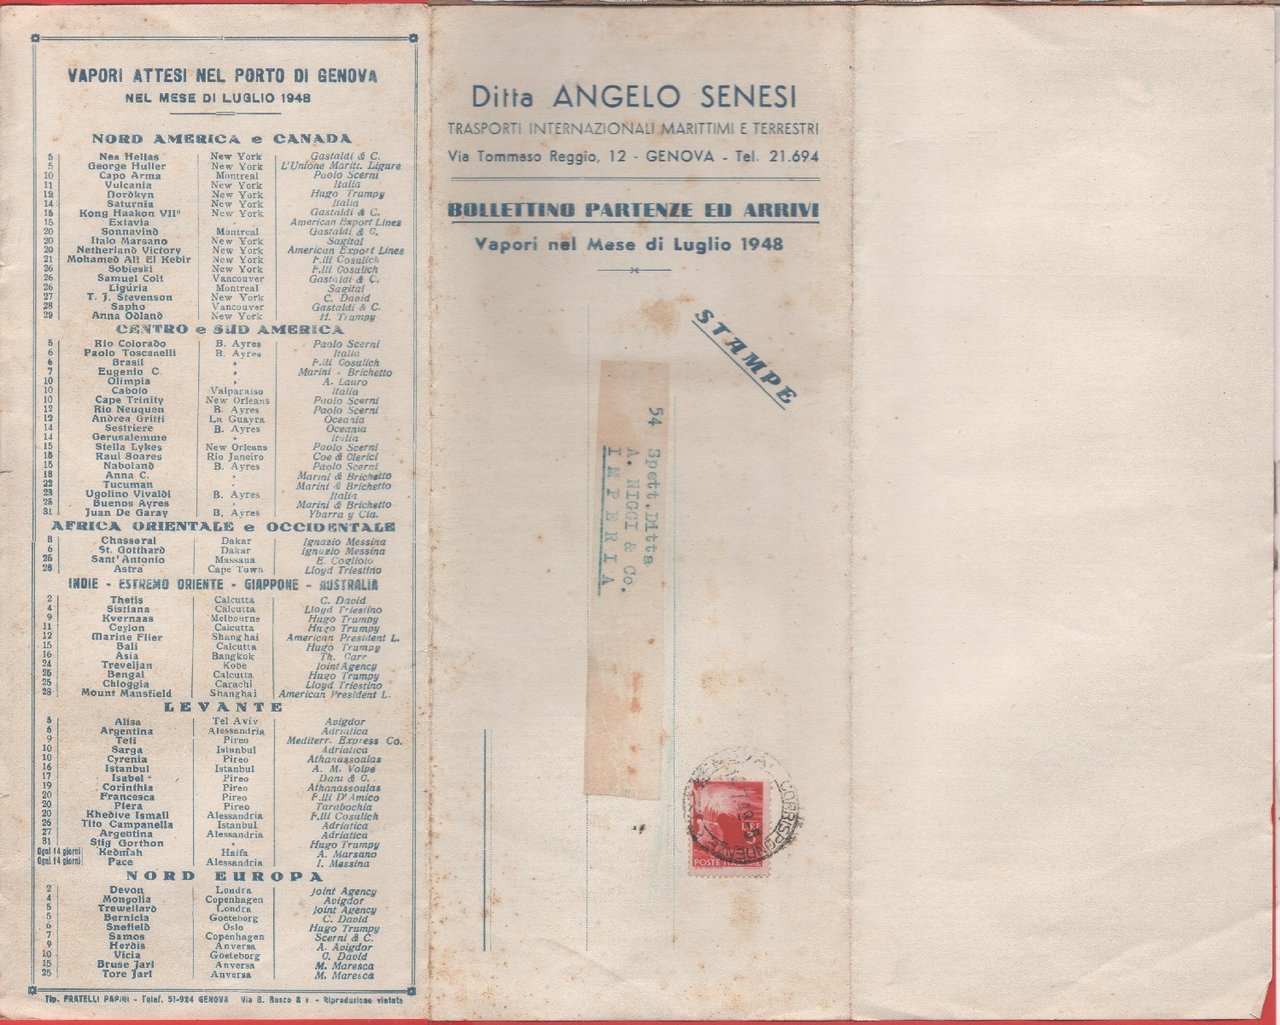 VAPORI ATTESI NEL PORTO DI GENOVA
NEL MESE DI LUGLIO 1948
NORD AMERICA e CANADA
5 Nea Hellas New York Gastaldi & C.
5 George Huller New York L'Unione Maritt. Ligure
10 Capo Arma Montreal Paolo Scerni
11 Vulcania New York Italia
12 Nordkyn New York Hugo Trumpy
14 Saturnia New York Italia
15 Kong Haakon VII° New York Gastaldi & C.
15 Extavia » American Export Lines
20 Sonnavind Montreal Gastaldi & C.
20 Italo Marsano New York Sagital
20 Netherland Victory New York American Export Lines
21 Mohamed Ali El Kebir New York F.lli Cosulich
26 Sobieski New York F.lli Cosulich
26 Samuel Colt Vancouver Gastaldi & C.
26 Liguria Montreal Sagital
27 T. J. Stevenson New York C. David
28 Sapho Vancouver Gastaldi & C.
29 Anna Odland New York H. Trumpy
CENTRO e SUD AMERICA
5 Rio Colorado B. Ayres Paolo Scerni
6 Paolo Toscanelli B. Ayres Italia
6 Brasil » F.lli Cosulich
7 Eugenio C. » Marini - Brichetto
10 Olimpia » A. Lauro
10 Caboto Valparaiso Italia
10 Cape Trinity New Orleans Paolo Scerni
12 Rio Neuquen B. Ayres Paolo Scerni
12 Andrea Gritti La Guayra Oceania
14 Sestriere B. Ayres Oceania
14 Gerusalemme » Italia
15 Stella Lykes New Orleans Paolo Scerni
15 Raul Soares Rio Janeiro Coe & Clerici
15 Naboland B. Ayres Paolo Scerni
18 Anna C. » Marini & Brichetto
22 Tucuman » Marini & Brichetto
23 Ugolino Vivaldi B. Ayres Italia
25 Buenos Ayres » Marini & Brichetto
31 Juan De Garay B. Ayres Ybarra y Cia.
AFRICA ORIENTALE e OCCIDENTALE
8 Chasseral Dakar Ignazio Messina
6 St. Gotthard Dakar Ignazio Messina
25 Sant'Antonio Massaua E. Cogliolo
28 Astra Cape Town Lloyd Triestino
INDIE - ESTREMO ORIENTE - GIAPPONE - AUSTRALIA
2 Thetis Calcutta C. David
4 Sistiana Calcutta Lloyd Triestino
9 Kvernaas Melbourne Hugo Trumpy
11 Ceylon Calcutta Hugo Trumpy
12 Marine Flier Shanghai American President L.
15 Bali Calcutta Hugo Trumpy
16 Asia Bangkok Th. Carr
24 Treveljan Kobe Joint Agency
25 Bengal Calcutta Hugo Trumpy
25 Chioggia Carachi Lloyd Triestino
28 Mount Mansfield Shanghai American President L.
LEVANTE
5 Alisa Tel Aviv Avigdor
6 Argentina Alessandria Adriatica
9 Teti Pireo Mediterr. Express Co.
10 Sarga Istanbul Adriatica
10 Cyrenia Pireo Athanassoulas
16 Istanbul Istanbul A. M. Volpe
17 Isabel Pireo Dani & C.
19 Corinthia Pireo Athanassoulas
20 Francesca Pireo F.lli D'Amico
20 Piera Pireo Tarabochia
20 Khedive Ismail Alessandria F.lli Cosulich
26 Tito Campanella Istanbul Adriatica
27 Argentina Alessandria Adriatica
31 Stig Gorthon » Hugo Trumpy
Ogni 14 giorni Kedmah Haifa A. Marsano
Ogni 14 giorni Pace Alessandria I. Messina
NORD EUROPA
2 Devon Londra Joint Agency
4 Mongolia Copenhagen Avigdor
5 Trewellard Londra Joint Agency
5 Bernicia Goeteborg C. David
6 Snefield Oslo Hugo Trumpy
7 Samos Copenhagen Scerni & C.
9 Herdis Anversa A. Avigdor
10 Vicia Goeteborg C. David
15 Bruse Jarl Anversa M. Maresca
25 Tore Jarl Anversa M. Maresca
Tip. FRATELLI PAPINI - Telef. 51-924 GENOVA Via B. Bosco 8 r - Riproduzione vietata
Ditta ANGELO SENESI
TRASPORTI INTERNAZIONALI MARITTIMI E TERRESTRI
Via Tommaso Reggio, 12 - GENOVA - Tel. 21.694
BOLLETTINO PARTENZE ED ARRIVI
Vapori nel Mese di Luglio 1948
STAMPE
54 Spett.Ditta
A. NIGGI & Co.
IMPERIA
LIRE
POSTE ITALIANE
CORRISPONDENZE